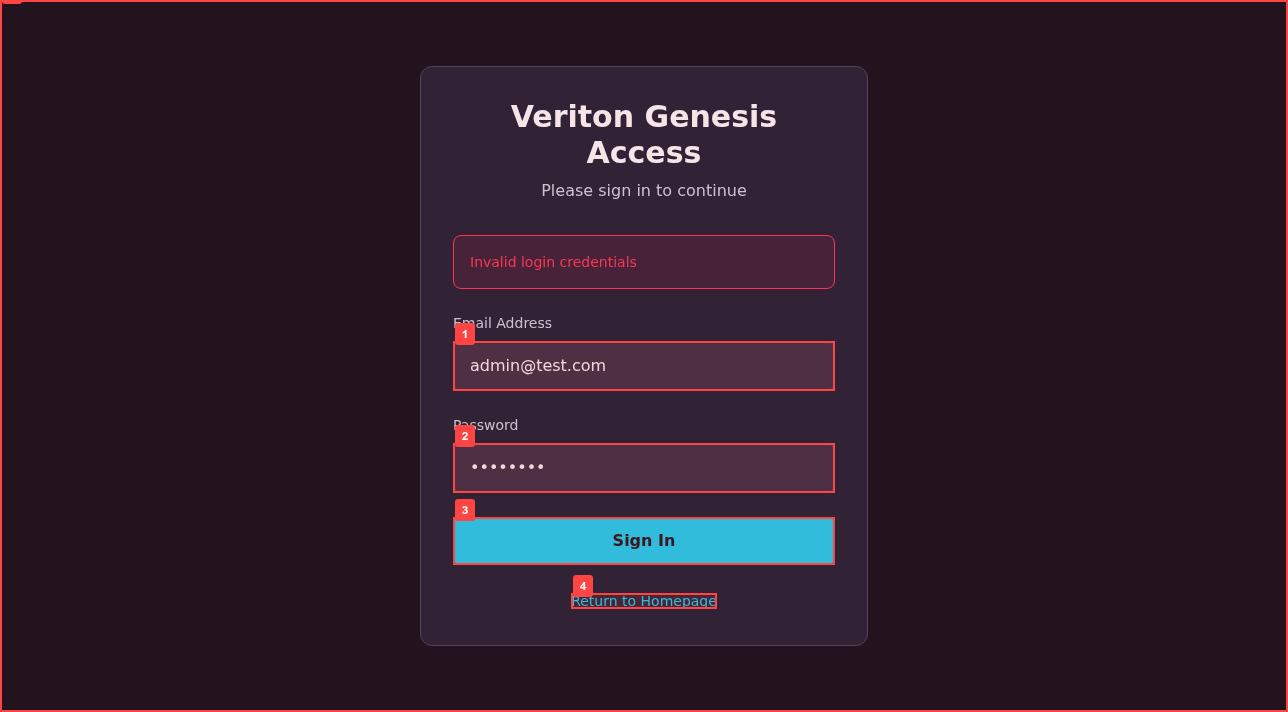 Veriton Genesis
Access
Please sign in to continue
Invalid login credentials
Email Address
1
admin@test.com
Password
2
••••••••
3
Sign In
4
Return to Homepage